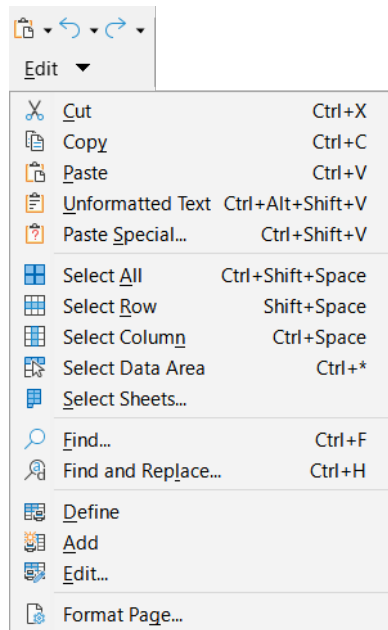 Edit
Cut Ctrl+X
Copy Ctrl+C
Paste Ctrl+V
Unformatted Text Ctrl+Alt+Shift+V
Paste Special... Ctrl+Shift+V
Select All Ctrl+Shift+Space
Select Row Shift+Space
Select Column Ctrl+Space
Select Data Area Ctrl+*
Select Sheets...
Find... Ctrl+F
Find and Replace... Ctrl+H
Define
Add
Edit...
Format Page...